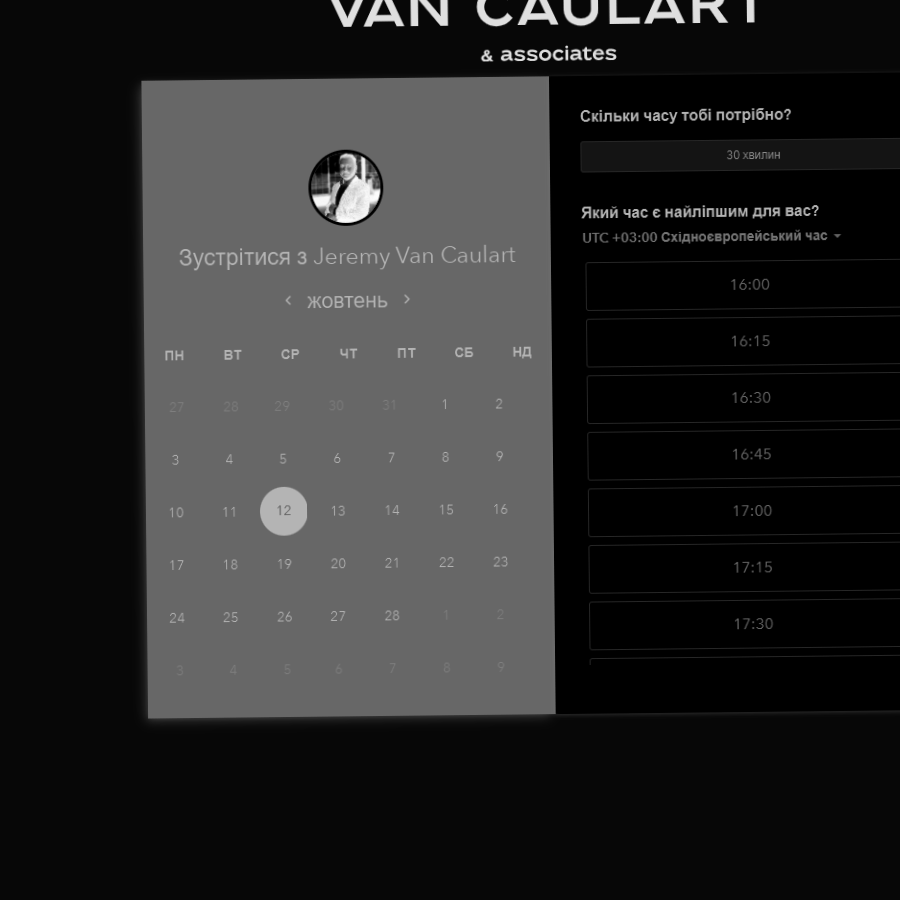 VAN CAULART
& associates
Зустрітися з Jeremy Van Caulart
жовтень
ПН ВТ СР ЧТ ПТ СБ НД
27 28 29 30 31 1 2
3 4 5 6 7 8 9
10 11 12 13 14 15 16
17 18 19 20 21 22 23
24 25 26 27 28 1 2
3 4 5 6 7 8 9
Скільки часу тобі потрібно?
30 хвилин
Який час є найліпшим для вас?
UTC +03:00 Східноєвропейський час
16:00
16:15
16:30
16:45
17:00
17:15
17:30